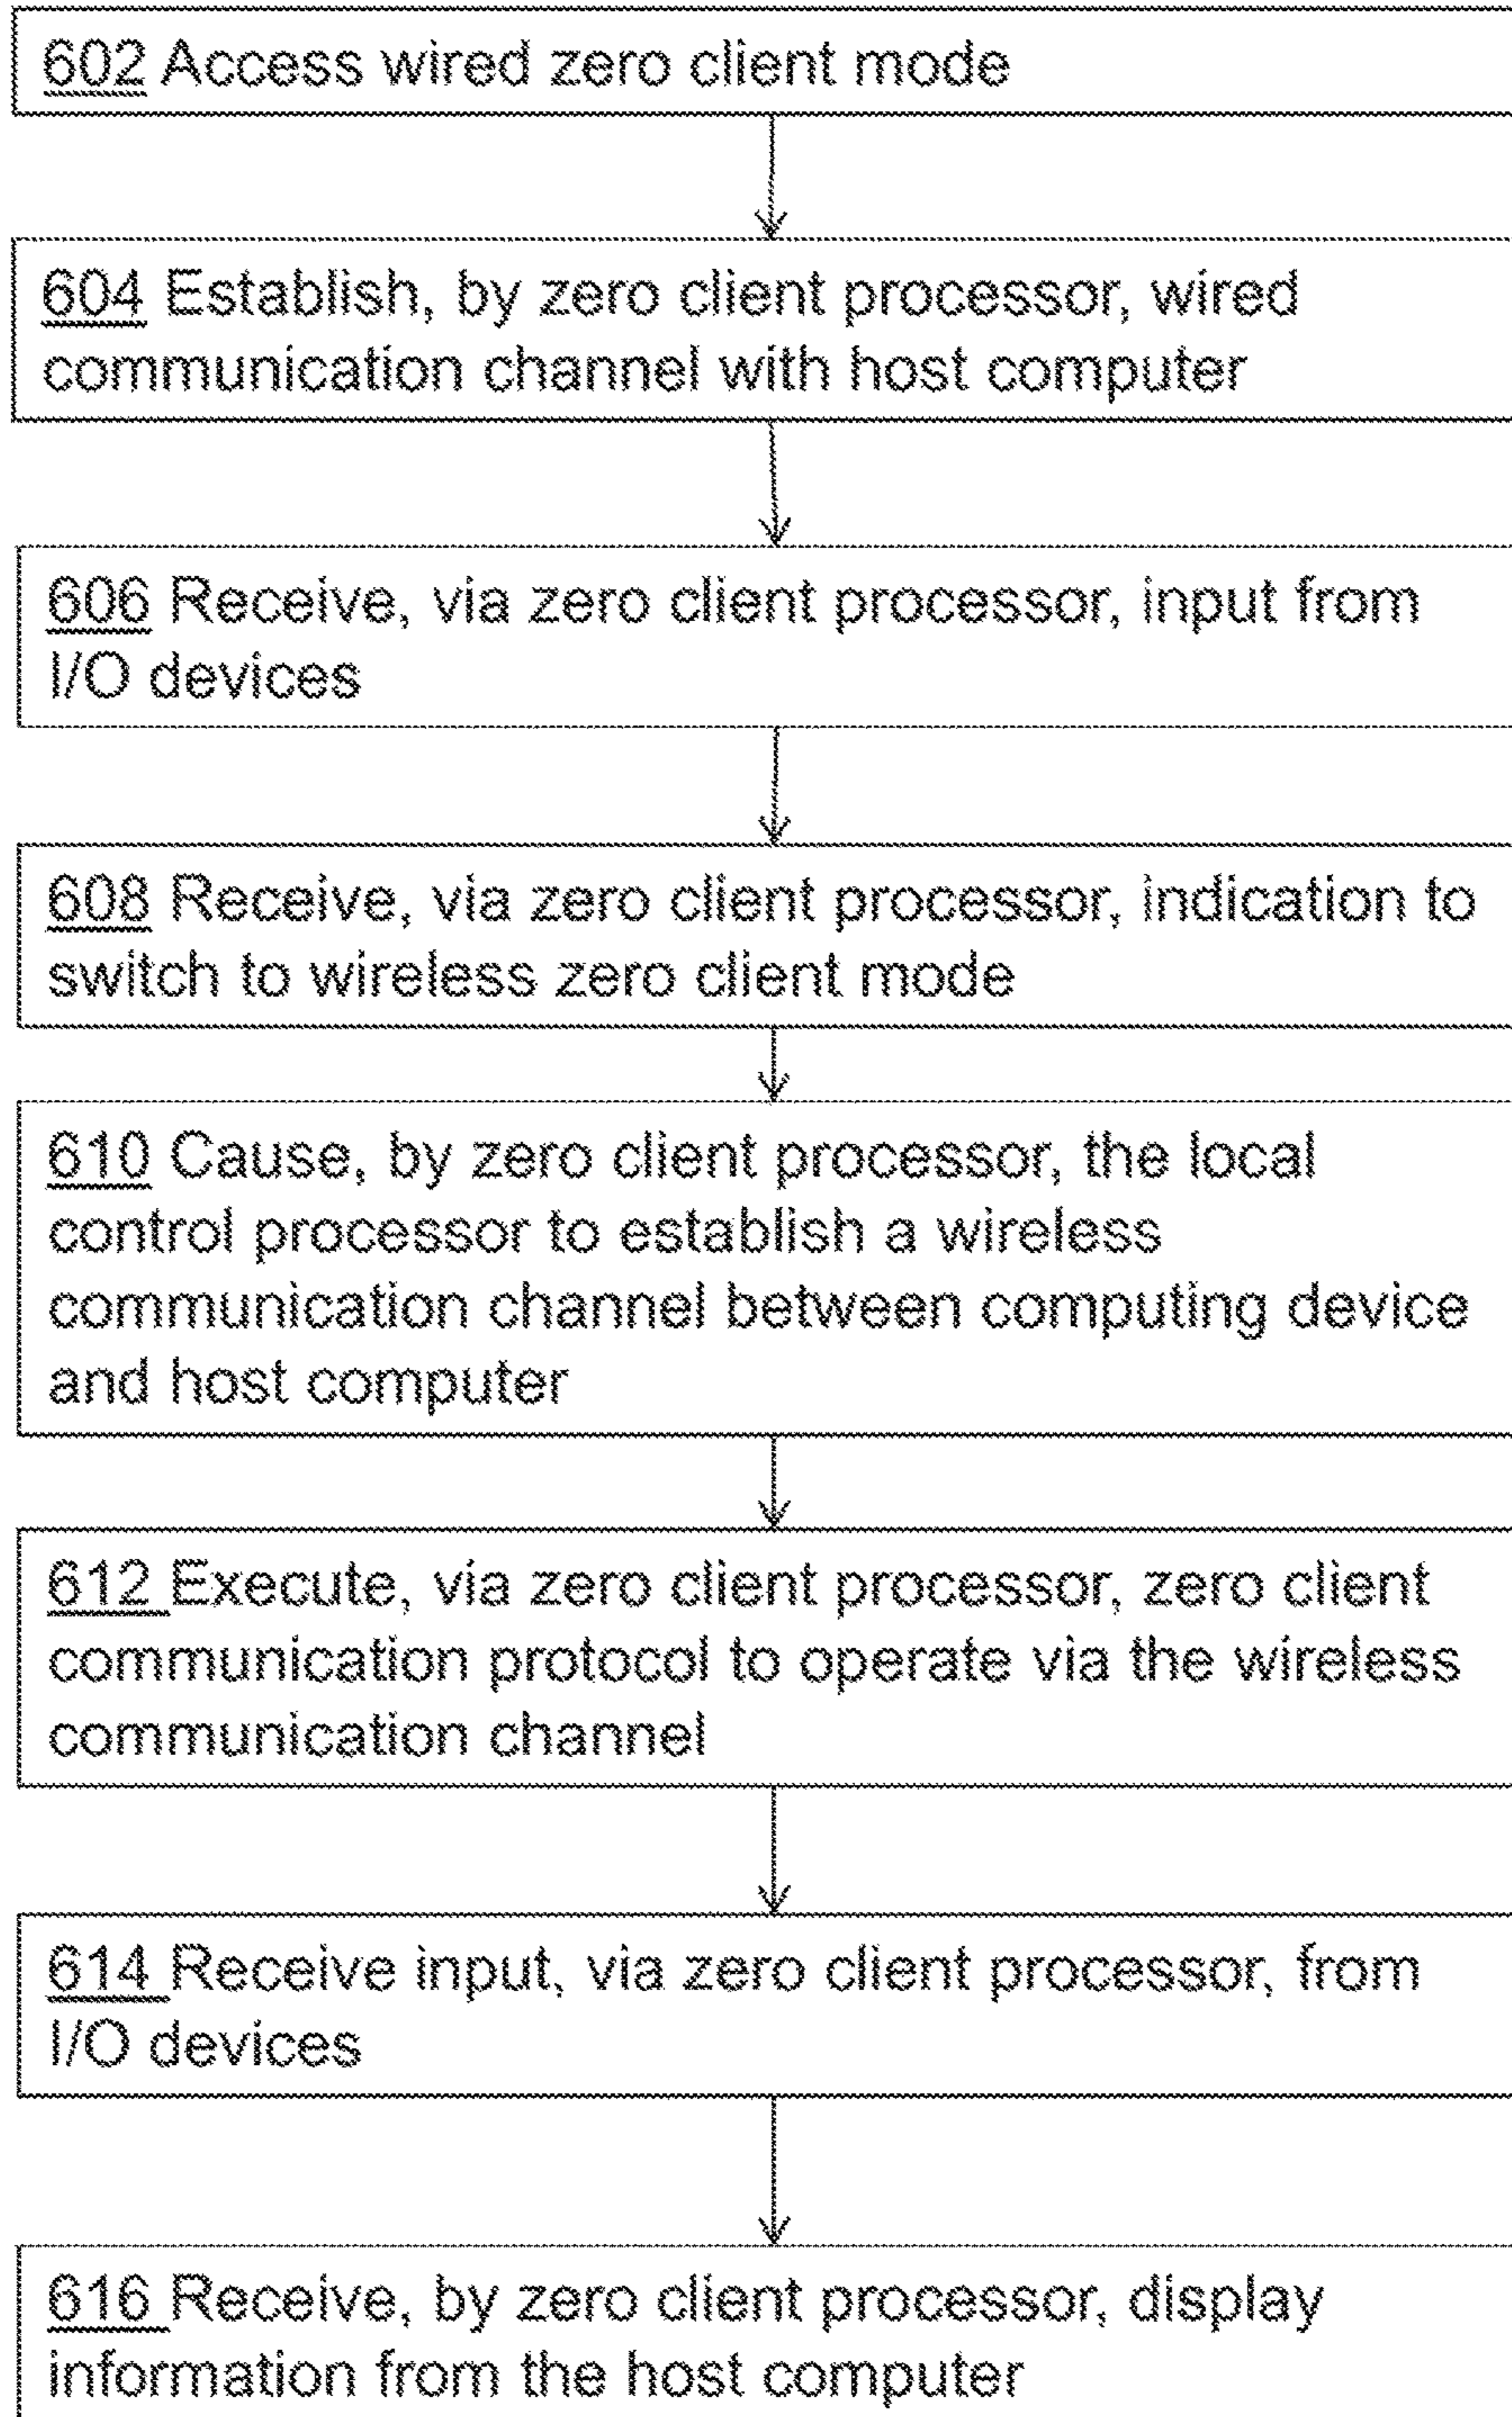 602 Access wired zero client mode
604 Establish, by zero client processor, wired
communication channel with host computer
606 Receive, via zero client processor, input from
I/O devices
608 Receive, via zero client processor, indication to
switch to wireless zero client mode
610 Cause, by zero client processor, the local
control processor to establish a wireless
communication channel between computing device
and host computer
612 Execute, via zero client processor, zero client
communication protocol to operate via the wireless
communication channel
614 Receive input, via zero client processor, from
I/O devices
616 Receive, by zero client processor, display
information from the host computer